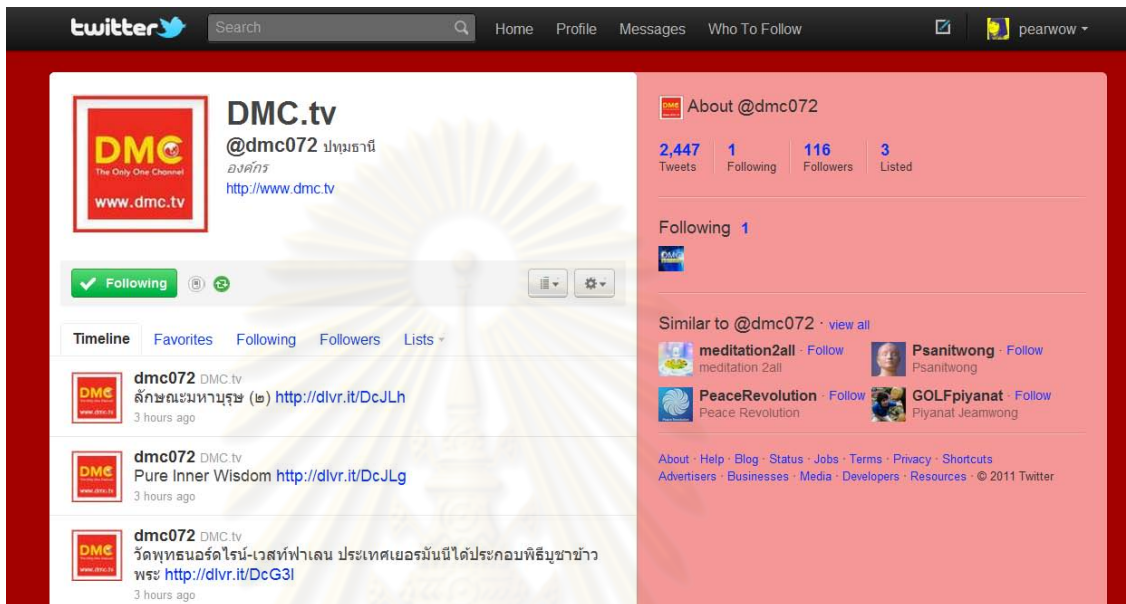 twitter
Search
Home Profile Messages Who To Follow
pearwow
DMC
The Only One Channel
www.dmc.tv
DMC.tv
@dmc072 ปทุมธานี
องค์กร
http://www.dmc.tv
Following
Timeline Favorites Following Followers Lists
dmc072 DMC.tv
ลักษณะมหาบุรุษ (๒) http://dlvr.it/DcJLh
3 hours ago
dmc072 DMC.tv
Pure Inner Wisdom http://dlvr.it/DcJLg
3 hours ago
dmc072 DMC.tv
วัดพุทธนอร์ดไรน์-เวสท์ฟาเลน ประเทศเยอรมันนีได้ประกอบพิธีบูชาข้าว
พระ http://dlvr.it/DcG3l
3 hours ago
About @dmc072
2,447 1 116 3
Tweets Following Followers Listed
Following 1
Similar to @dmc072 · view all
meditation2all · Follow
meditation 2all
Psanitwong · Follow
Psanitwong
PeaceRevolution · Follow
Peace Revolution
GOLFpiyanat · Follow
Piyanat Jeamwong
About · Help · Blog · Status · Jobs · Terms · Privacy · Shortcuts
Advertisers · Businesses · Media · Developers · Resources · © 2011 Twitter